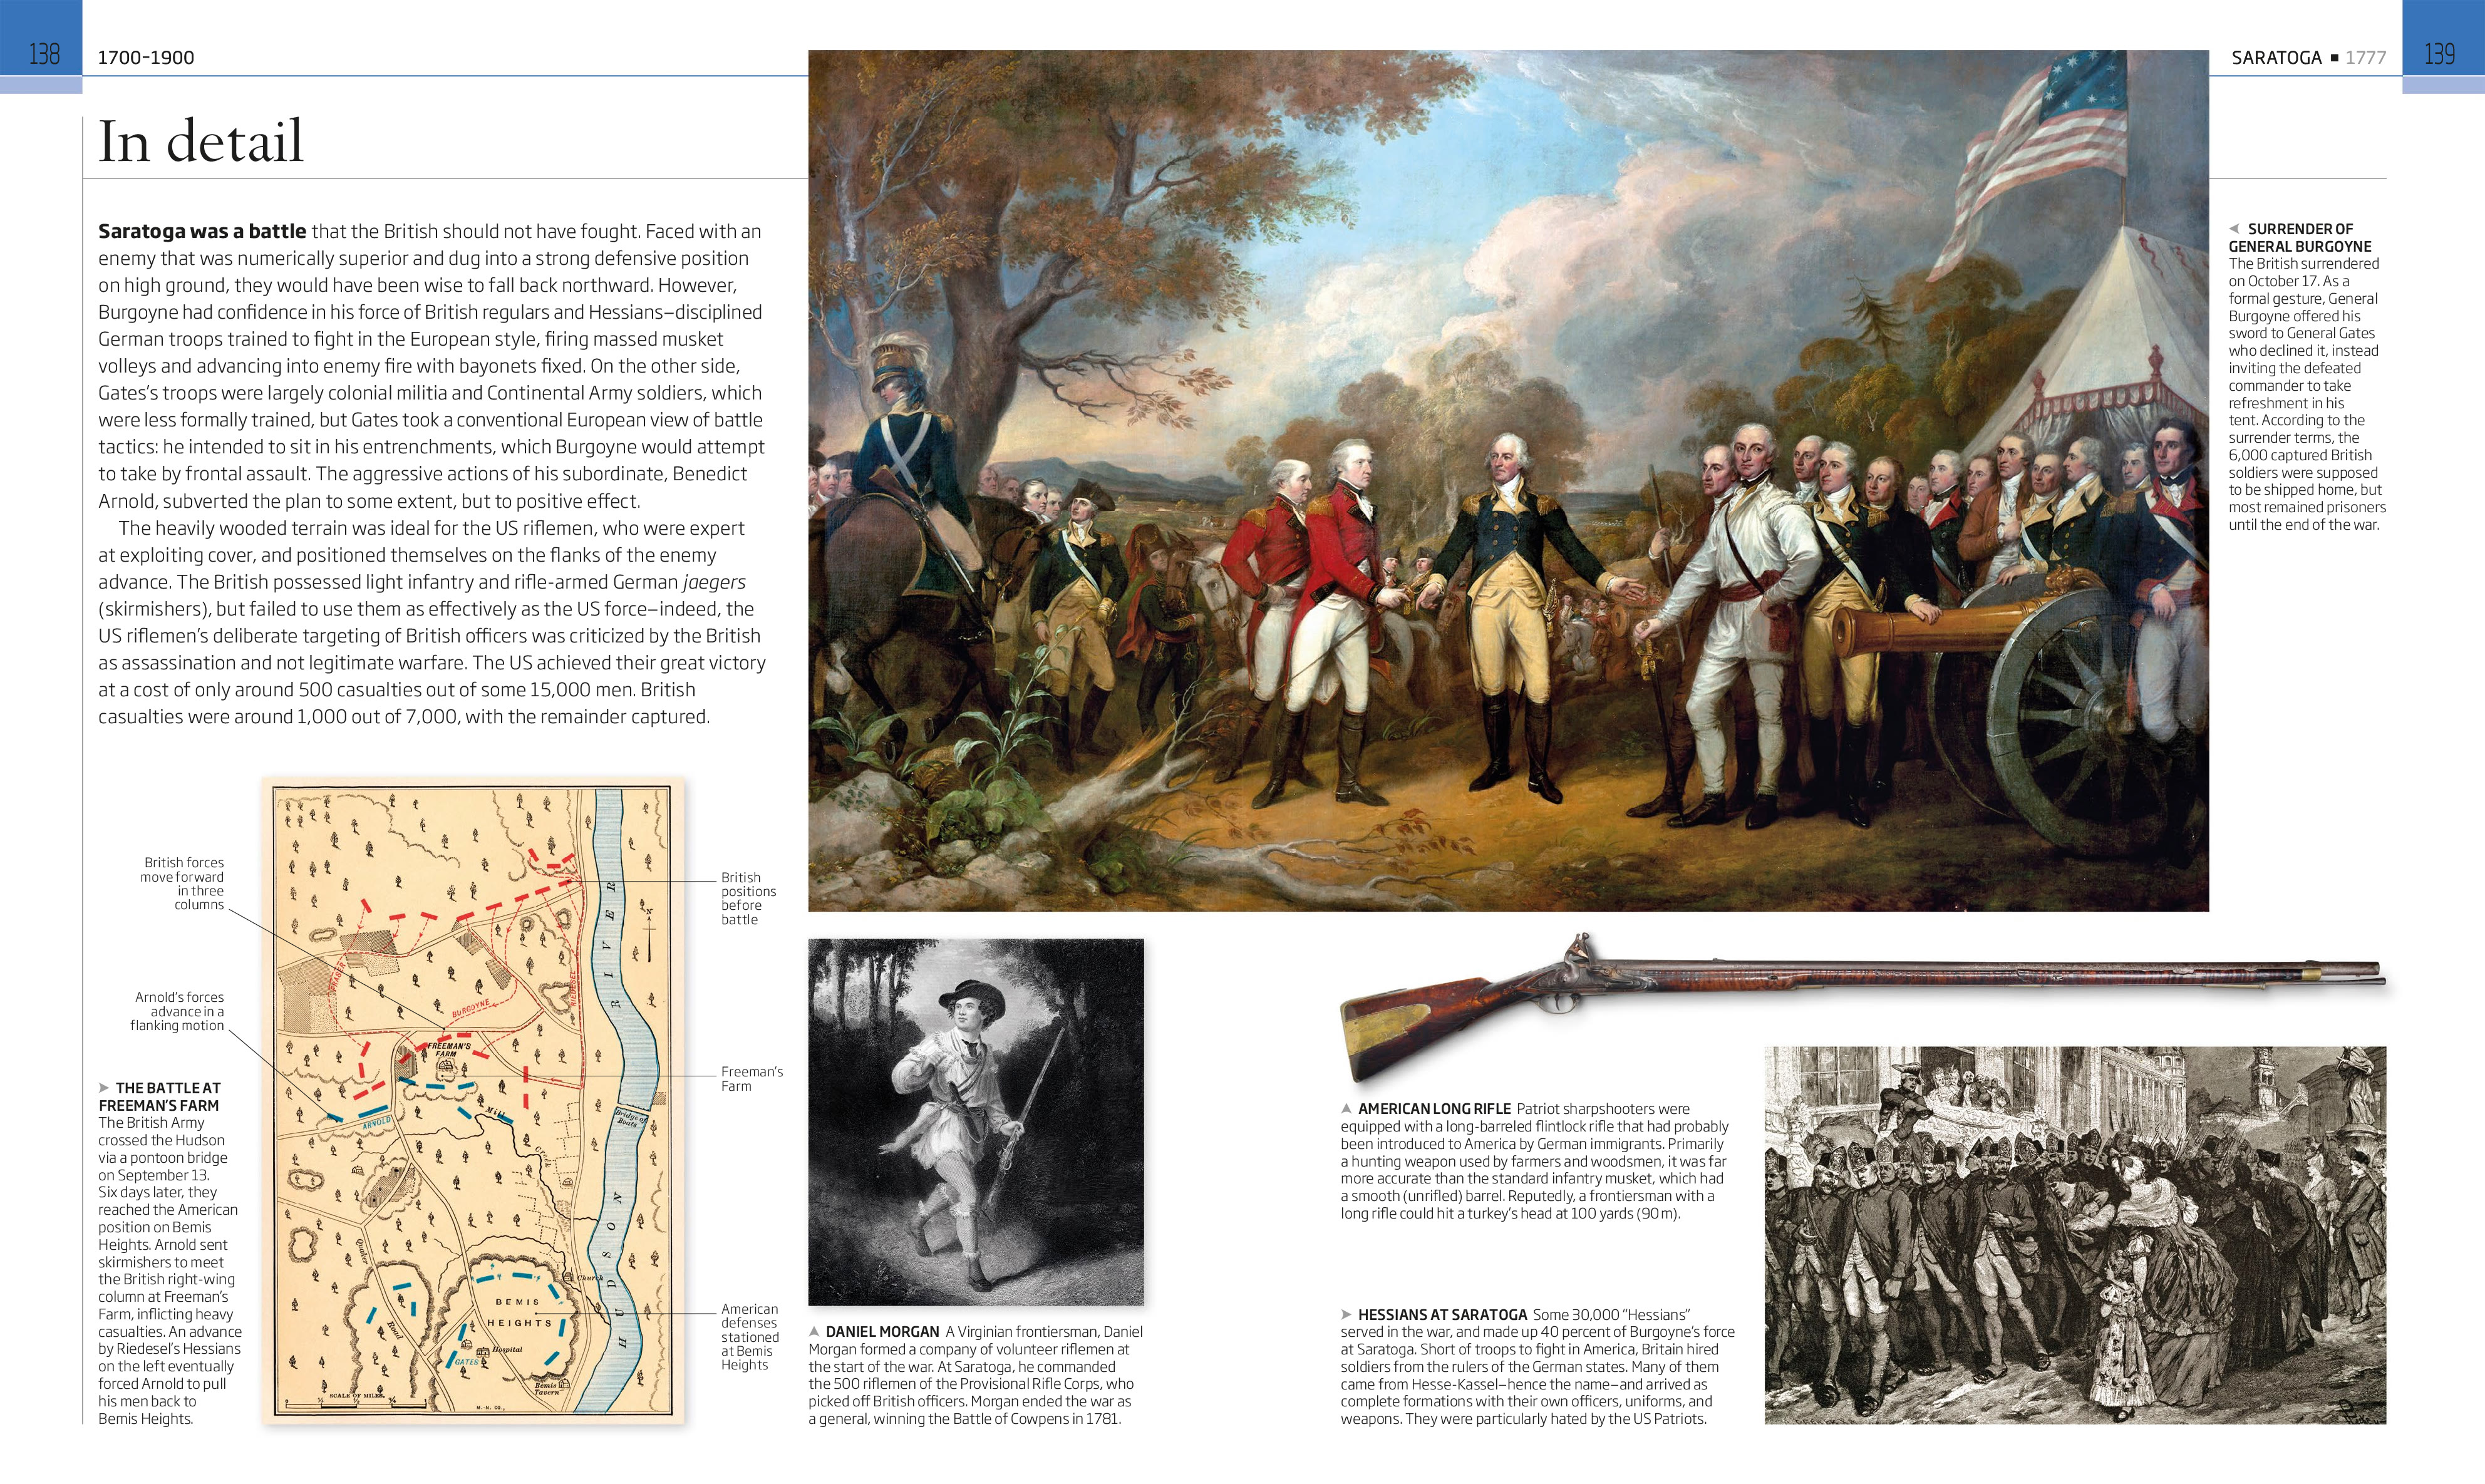 138
1700–1900
SARATOGA ■ 1777
139
In detail
Saratoga was a battle that the British should not have fought. Faced with an
enemy that was numerically superior and dug into a strong defensive position
on high ground, they would have been wise to fall back northward. However,
Burgoyne had confidence in his force of British regulars and Hessians—disciplined
German troops trained to fight in the European style, firing massed musket
volleys and advancing into enemy fire with bayonets fixed. On the other side,
Gates's troops were largely colonial militia and Continental Army soldiers, which
were less formally trained, but Gates took a conventional European view of battle
tactics: he intended to sit in his entrenchments, which Burgoyne would attempt
to take by frontal assault. The aggressive actions of his subordinate, Benedict
Arnold, subverted the plan to some extent, but to positive effect.
The heavily wooded terrain was ideal for the US riflemen, who were expert
at exploiting cover, and positioned themselves on the flanks of the enemy
advance. The British possessed light infantry and rifle-armed German jaegers
(skirmishers), but failed to use them as effectively as the US force—indeed, the
US riflemen's deliberate targeting of British officers was criticized by the British
as assassination and not legitimate warfare. The US achieved their great victory
at a cost of only around 500 casualties out of some 15,000 men. British
casualties were around 1,000 out of 7,000, with the remainder captured.
British forces
move forward
in three
columns
Arnold's forces
advance in a
flanking motion
➤ THE BATTLE AT
FREEMAN'S FARM
The British Army
crossed the Hudson
via a pontoon bridge
on September 13.
Six days later, they
reached the American
position on Bemis
Heights. Arnold sent
skirmishers to meet
the British right-wing
column at Freeman's
Farm, inflicting heavy
casualties. An advance
by Riedesel's Hessians
on the left eventually
forced Arnold to pull
his men back to
Bemis Heights.
N
FRASER
BURGOYNE
RIEDESEL
FREEMAN'S
FARM
ARNOLD
Mill
Creek
Bridge of
Boats
HUDSON RIVER
Quaker
Road
Church
BEMIS
HEIGHTS
Hospital
GATES
Bemis
Tavern
SCALE OF MILES
M.-N. CO.,
British
positions
before
battle
Freeman's
Farm
American
defenses
stationed
at Bemis
Heights
SURRENDER OF
GENERAL BURGOYNE
The British surrendered
on October 17. As a
formal gesture, General
Burgoyne offered his
sword to General Gates
who declined it, instead
inviting the defeated
commander to take
refreshment in his
tent. According to the
surrender terms, the
6,000 captured British
soldiers were supposed
to be shipped home, but
most remained prisoners
until the end of the war.
DANIEL MORGAN A Virginian frontiersman, Daniel
Morgan formed a company of volunteer riflemen at
the start of the war. At Saratoga, he commanded
the 500 riflemen of the Provisional Rifle Corps, who
picked off British officers. Morgan ended the war as
a general, winning the Battle of Cowpens in 1781.
AMERICAN LONG RIFLE Patriot sharpshooters were
equipped with a long-barreled flintlock rifle that had probably
been introduced to America by German immigrants. Primarily
a hunting weapon used by farmers and woodsmen, it was far
more accurate than the standard infantry musket, which had
a smooth (unrifled) barrel. Reputedly, a frontiersman with a
long rifle could hit a turkey's head at 100 yards (90 m).
➤ HESSIANS AT SARATOGA Some 30,000 "Hessians"
served in the war, and made up 40 percent of Burgoyne's force
at Saratoga. Short of troops to fight in America, Britain hired
soldiers from the rulers of the German states. Many of them
came from Hesse-Kassel—hence the name—and arrived as
complete formations with their own officers, uniforms, and
weapons. They were particularly hated by the US Patriots.